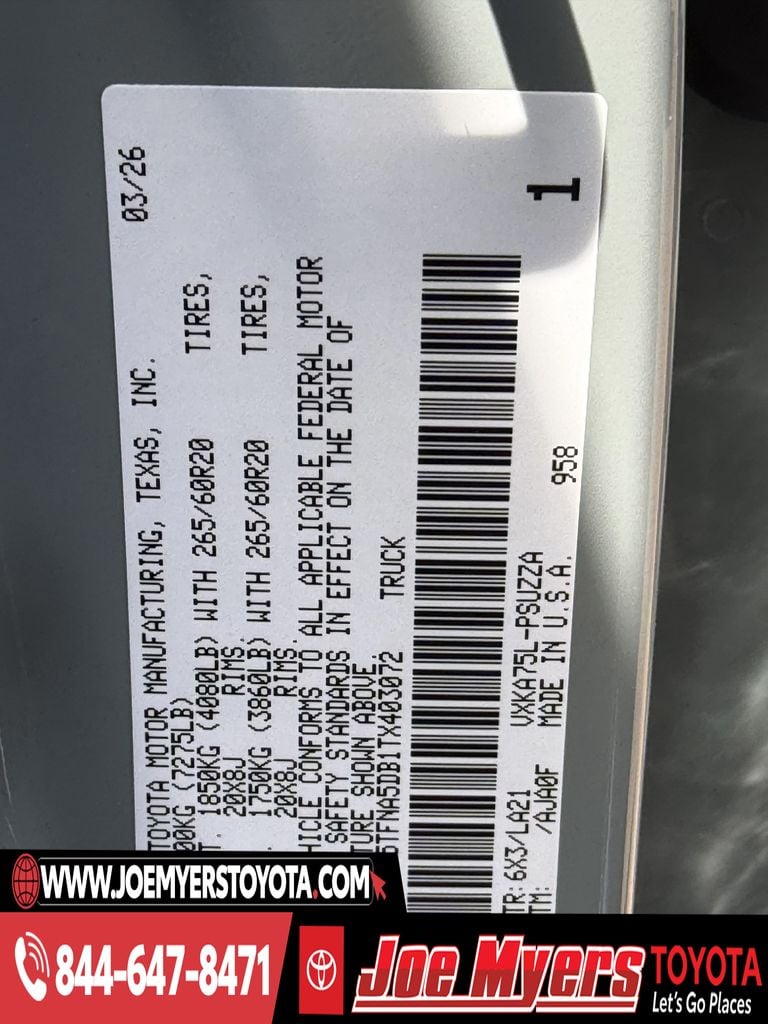 TOYOTA MOTOR MANUFACTURING, TEXAS, INC. 03/26
00KG (7275LB)
1850KG (4080LB) WITH 265/60R20 TIRES,
20X8J RIMS.
1750KG (3860LB) WITH 265/60R20 TIRES,
20X8J RIMS.
HICLE CONFORMS TO ALL APPLICABLE FEDERAL MOTOR
SAFETY STANDARDS IN EFFECT ON THE DATE OF
TURE SHOWN ABOVE.
5TFNA5DB1TX403072 TRUCK
TR:6X3/LA21 VXKA75L-PSUZZA
TM: /AJA0F MADE IN U.S.A. 958 1
WWW.JOEMYERSTOYOTA.COM
844-647-8471
Joe Myers TOYOTA
Let's Go Places